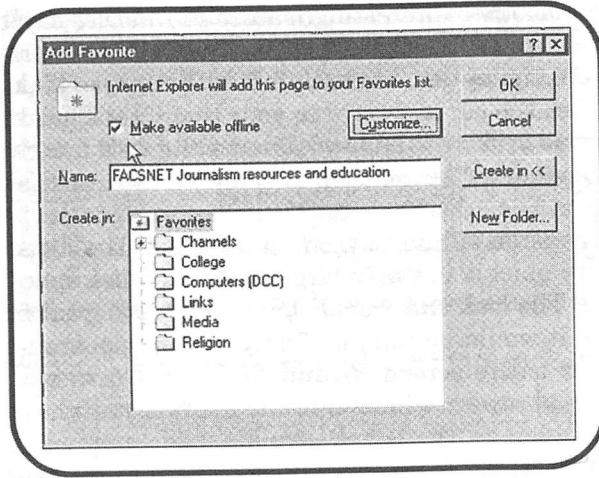 Add Favorite
Internet Explorer will add this page to your Favorites list.
OK
Make available offline
Customize...
Cancel
Name: FACSNET Journalism resources and education
Create in <<
Create in:
Favorites
New Folder...
Channels
College
Computers (DCC)
Links
Media
Religion